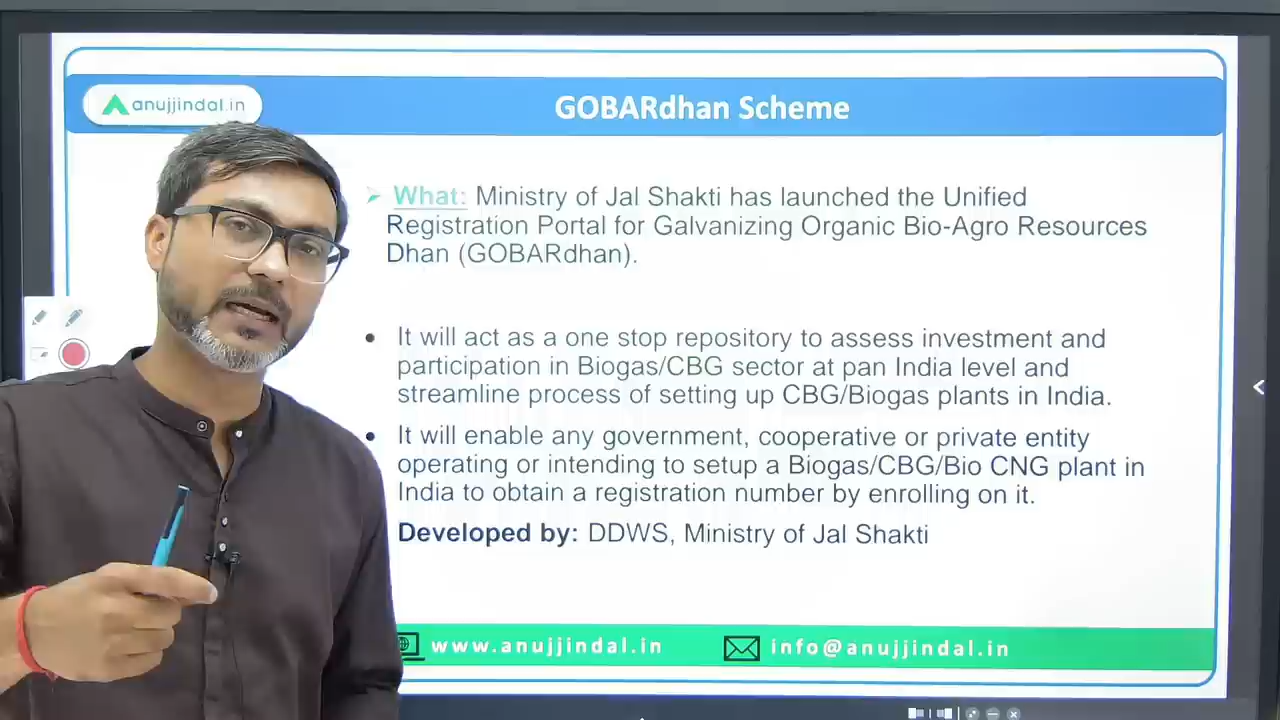 anujjindal.in
GOBARdhan Scheme
What: Ministry of Jal Shakti has launched the Unified
Registration Portal for Galvanizing Organic Bio-Agro Resources
Dhan (GOBARdhan).
It will act as a one stop repository to assess investment and
participation in Biogas/CBG sector at pan India level and
streamline process of setting up CBG/Biogas plants in India.
It will enable any government, cooperative or private entity
operating or intending to setup a Biogas/CBG/Bio CNG plant in
India to obtain a registration number by enrolling on it.
Developed by: DDWS, Ministry of Jal Shakti
www.anujjindal.in
info@anujjindal.in